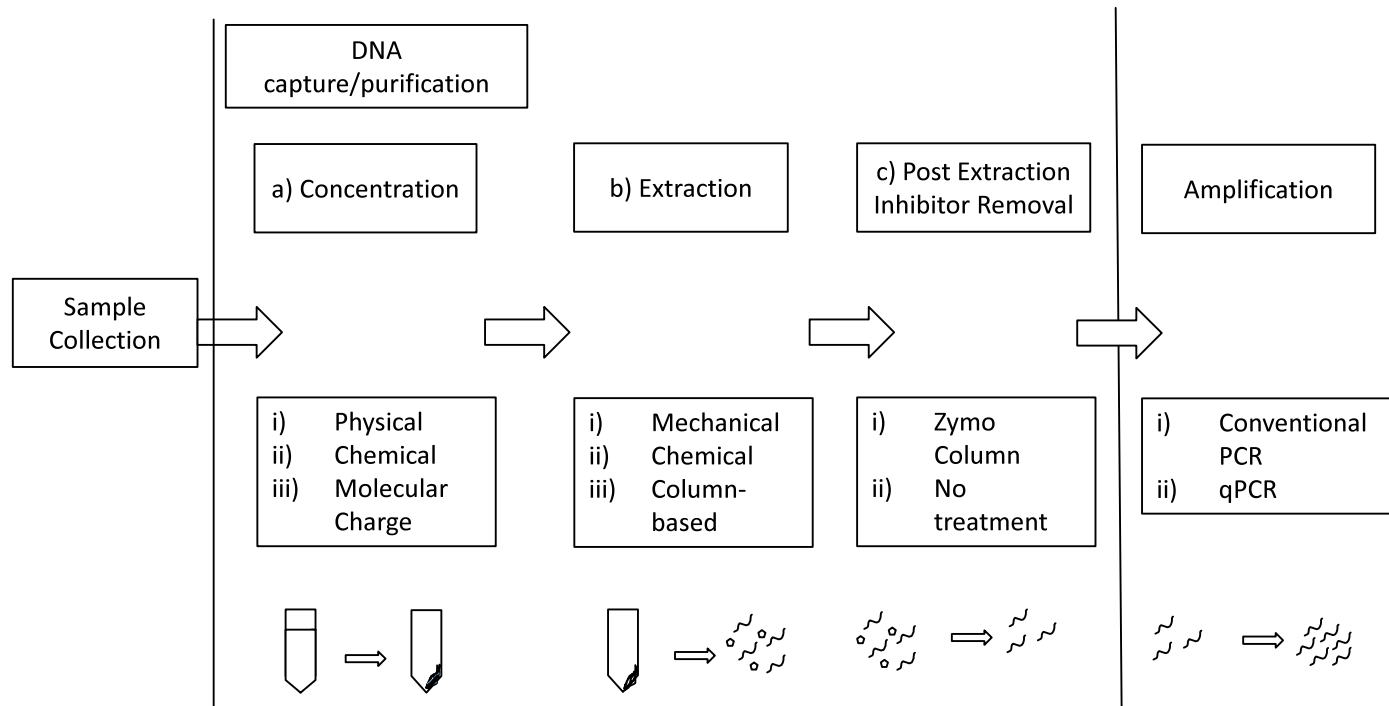 DNA
capture/purification
a) Concentration
b) Extraction
c) Post Extraction
Inhibitor Removal
Amplification
Sample
Collection
i) Physical
ii) Chemical
iii) Molecular
Charge
i) Mechanical
ii) Chemical
iii) Column-
based
i) Zymo
Column
ii) No
treatment
i) Conventional
PCR
ii) qPCR